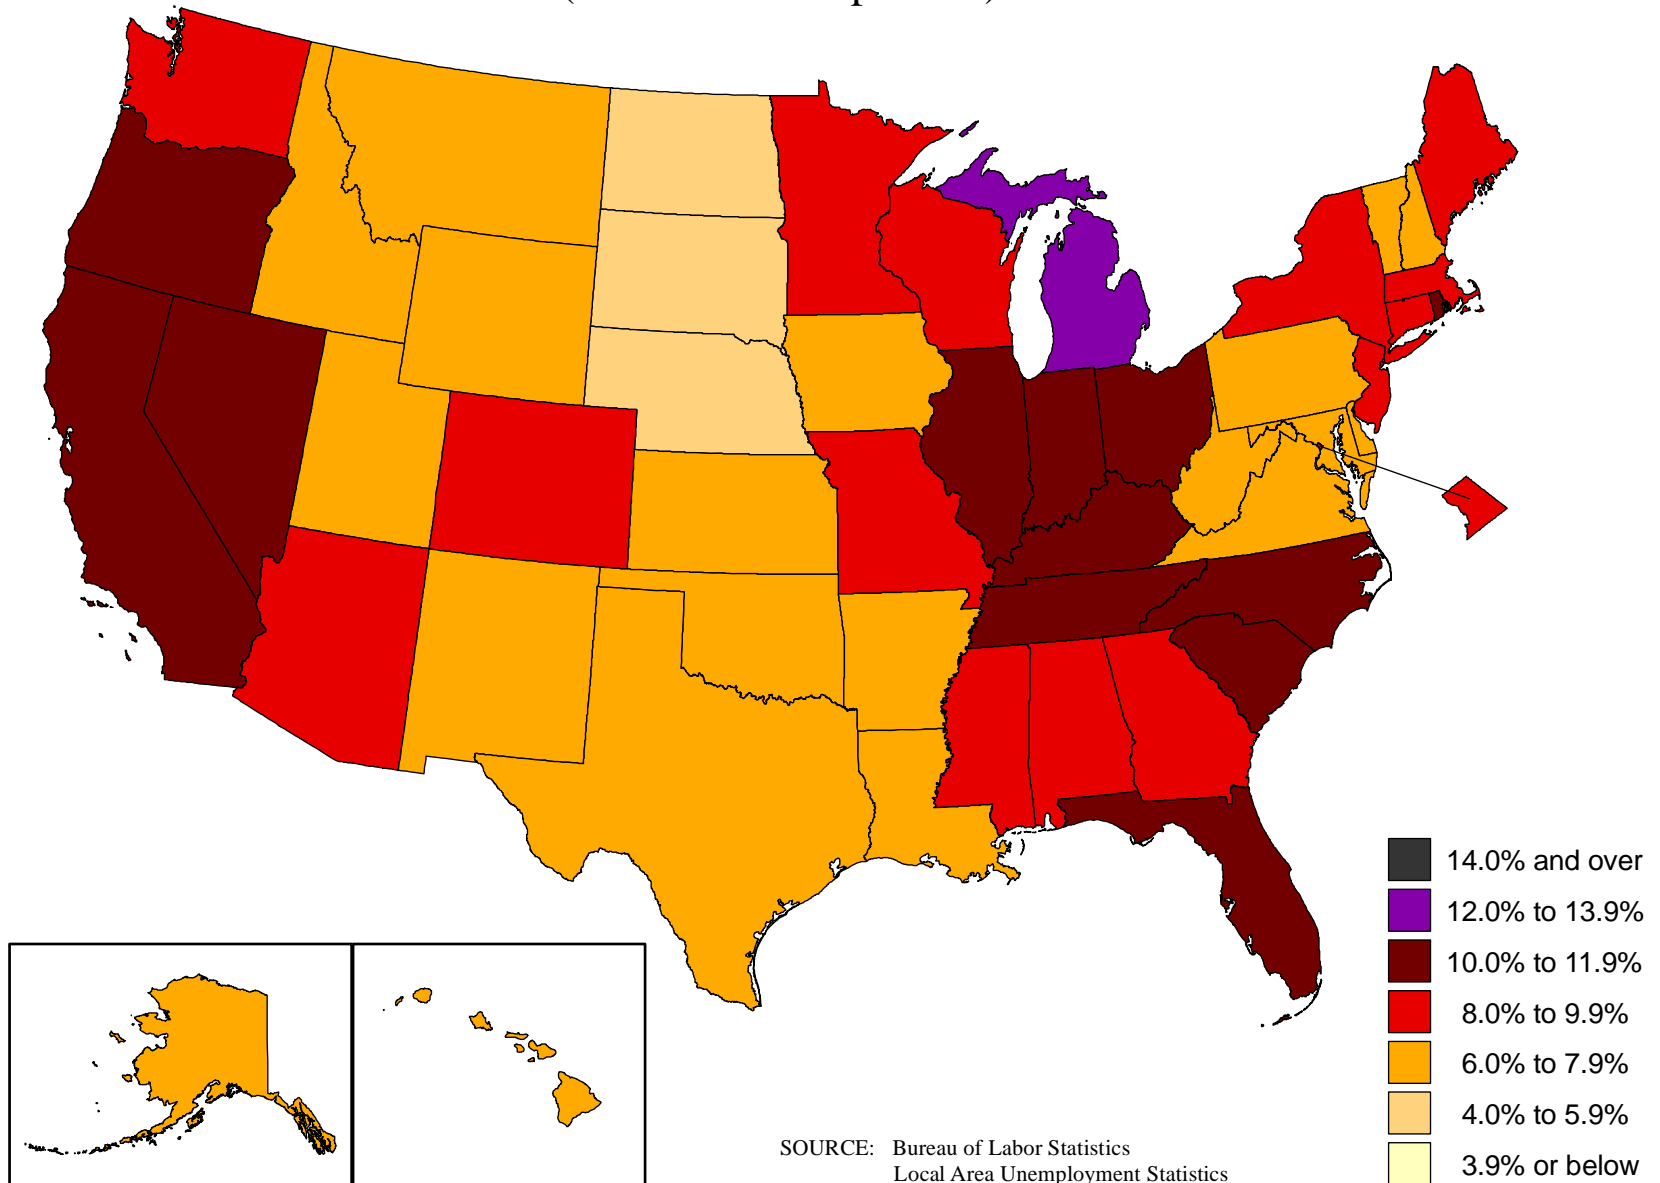 14.0% and over
12.0% to 13.9%
10.0% to 11.9%
8.0% to 9.9%
6.0% to 7.9%
4.0% to 5.9%
3.9% or below
SOURCE: Bureau of Labor Statistics
Local Area Unemployment Statistics